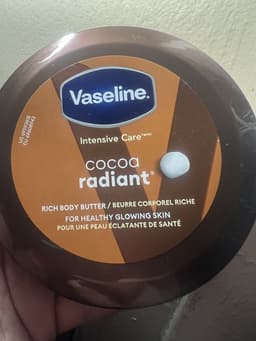 Vaseline.
Intensive Care™
cocoa
radiant®
RICH BODY BUTTER / BEURRE CORPOREL RICHE
FOR HEALTHY GLOWING SKIN
POUR UNE PEAU ÉCLATANTE DE SANTÉ